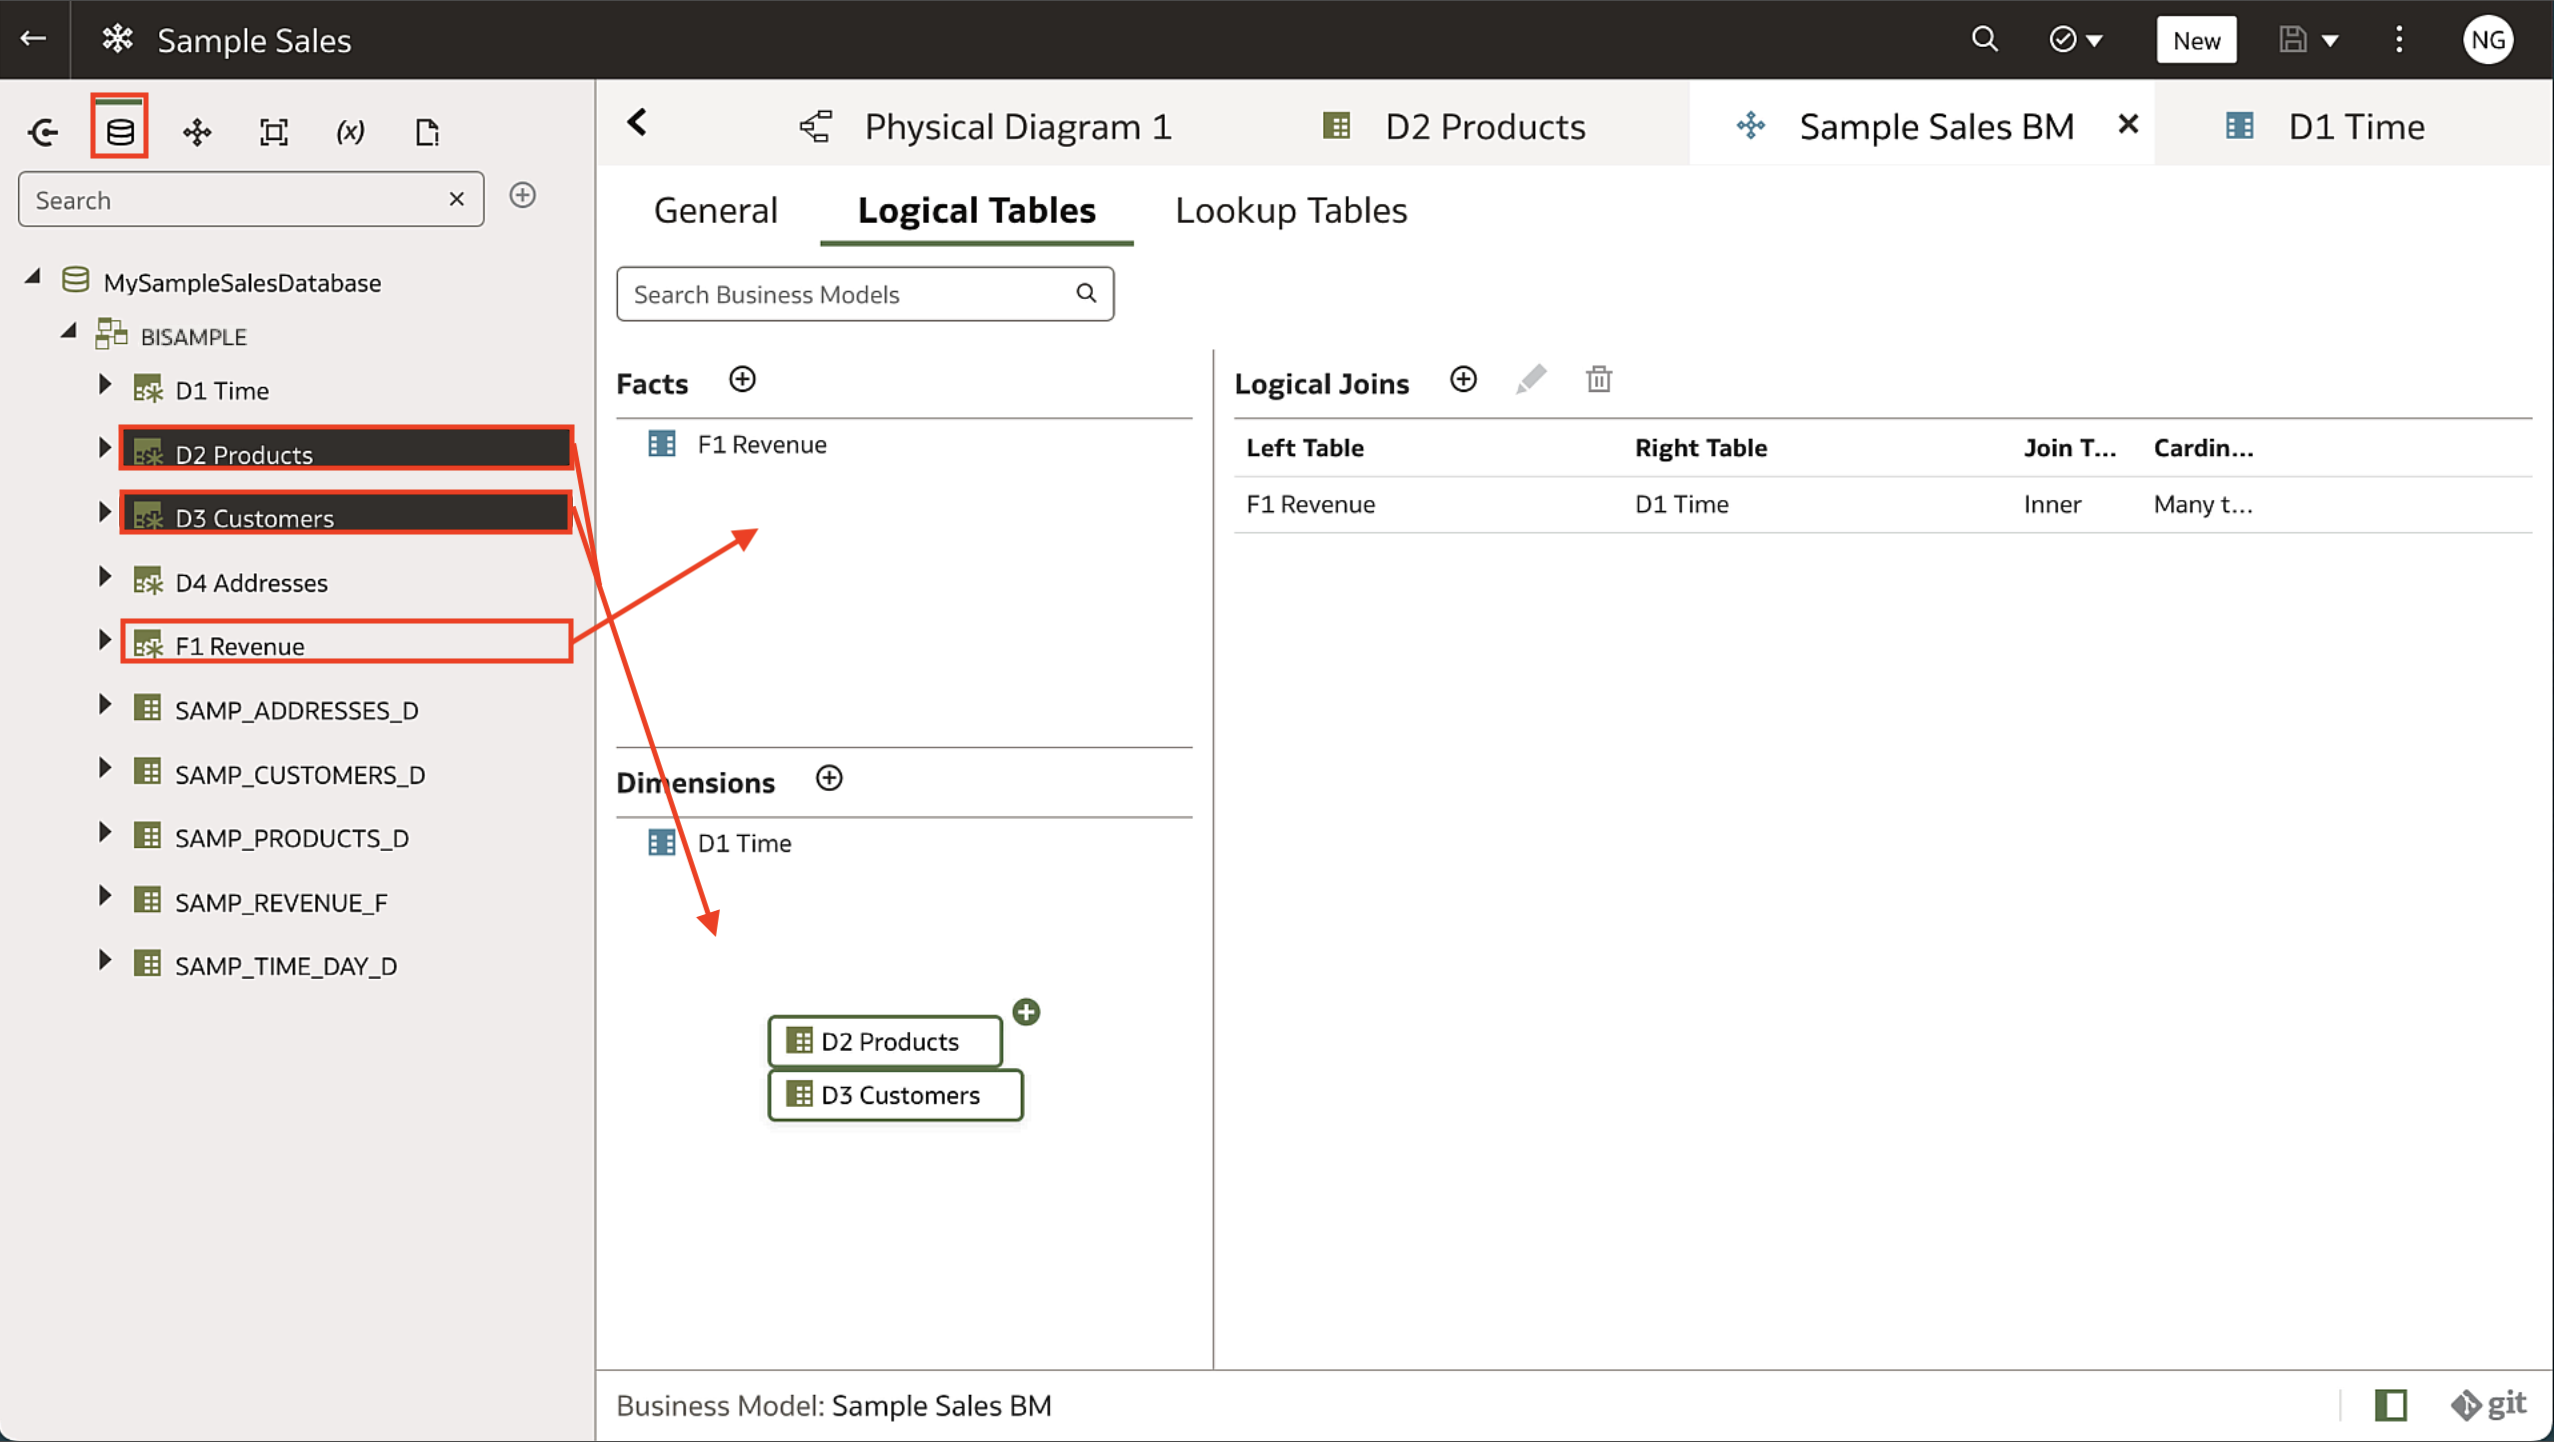 Sample Sales
New
NG
Search
MySampleSalesDatabase
BISAMPLE
D1 Time
D2 Products
D3 Customers
D4 Addresses
F1 Revenue
SAMP_ADDRESSES_D
SAMP_CUSTOMERS_D
SAMP_PRODUCTS_D
SAMP_REVENUE_F
SAMP_TIME_DAY_D
Physical Diagram 1
D2 Products
Sample Sales BM
D1 Time
General
Logical Tables
Lookup Tables
Search Business Models
Facts
F1 Revenue
Dimensions
D1 Time
D2 Products
D3 Customers
Logical Joins
Left Table Right Table Join T... Cardin...
F1 Revenue D1 Time Inner Many t...
Business Model: Sample Sales BM
git